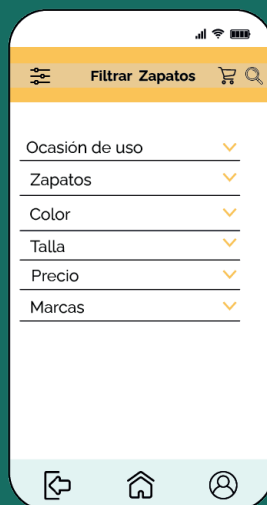 Filtrar Zapatos
Ocasión de uso
Zapatos
Color
Talla
Precio
Marcas